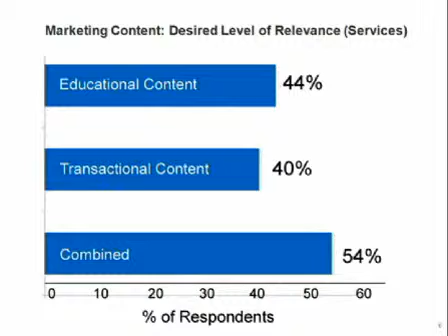 Marketing Content: Desired Level of Relevance (Services)
Educational Content 44%
Transactional Content 40%
Combined 54%
0 10 20 30 40 50 60
% of Respondents